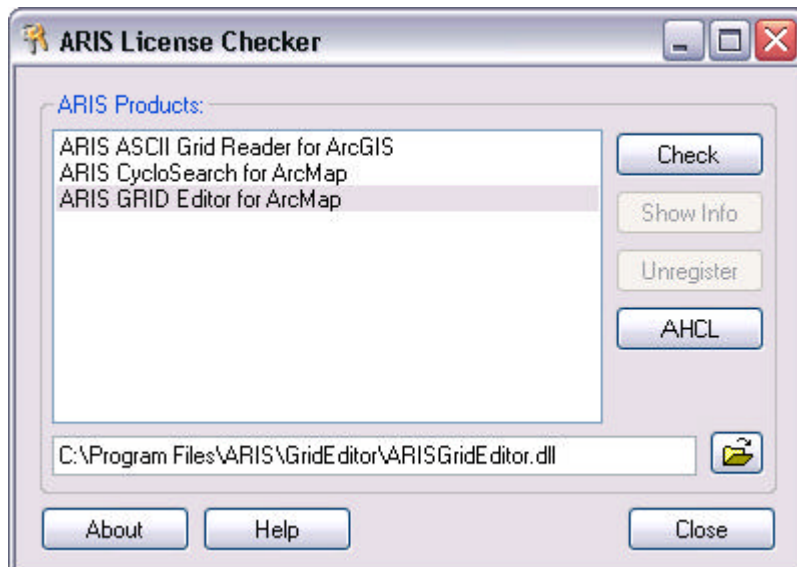 ARIS License Checker
ARIS Products:
ARIS ASCII Grid Reader for ArcGIS
ARIS CycloSearch for ArcMap
ARIS GRID Editor for ArcMap
Check
Show Info
Unregister
AHCL
C:\Program Files\ARIS\GridEditor\ARISGridEditor.dll
About
Help
Close